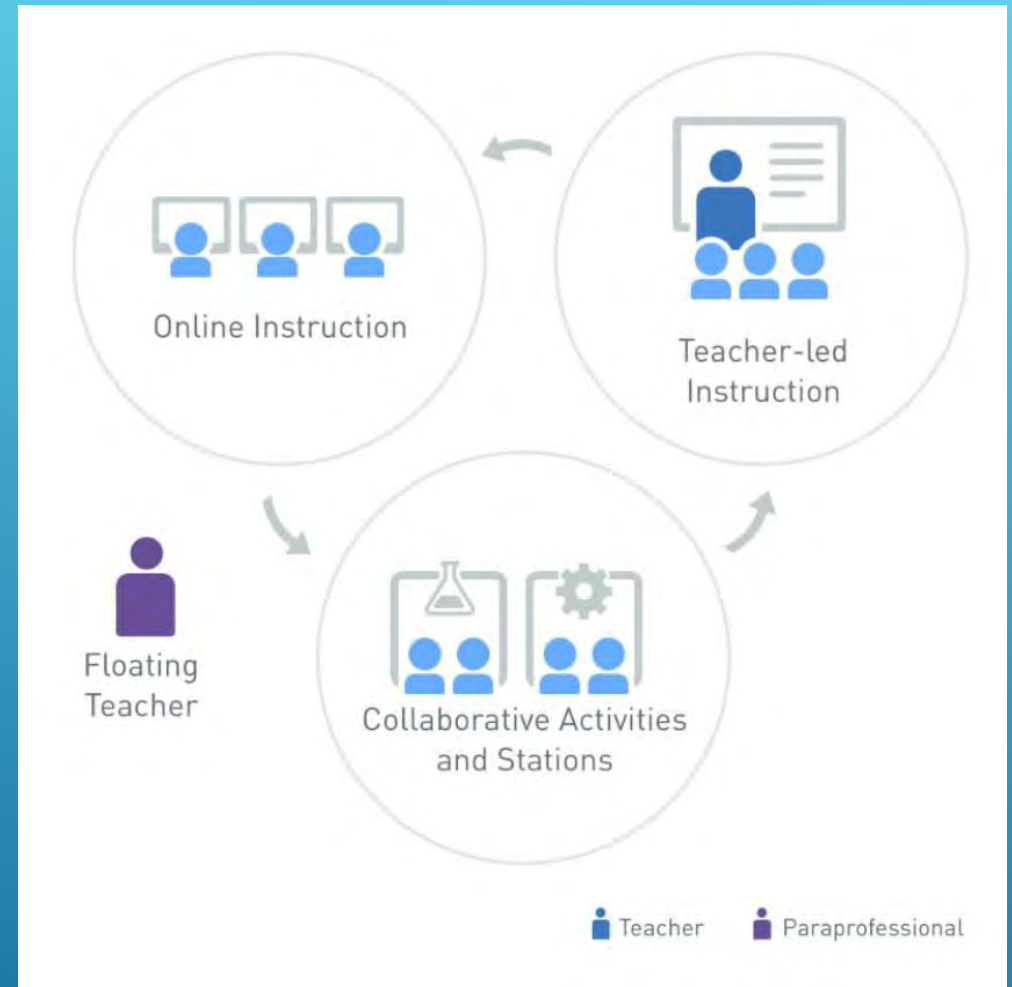 Online Instruction
Teacher-led
Instruction
Floating
Teacher
Collaborative Activities
and Stations
Teacher
Paraprofessional